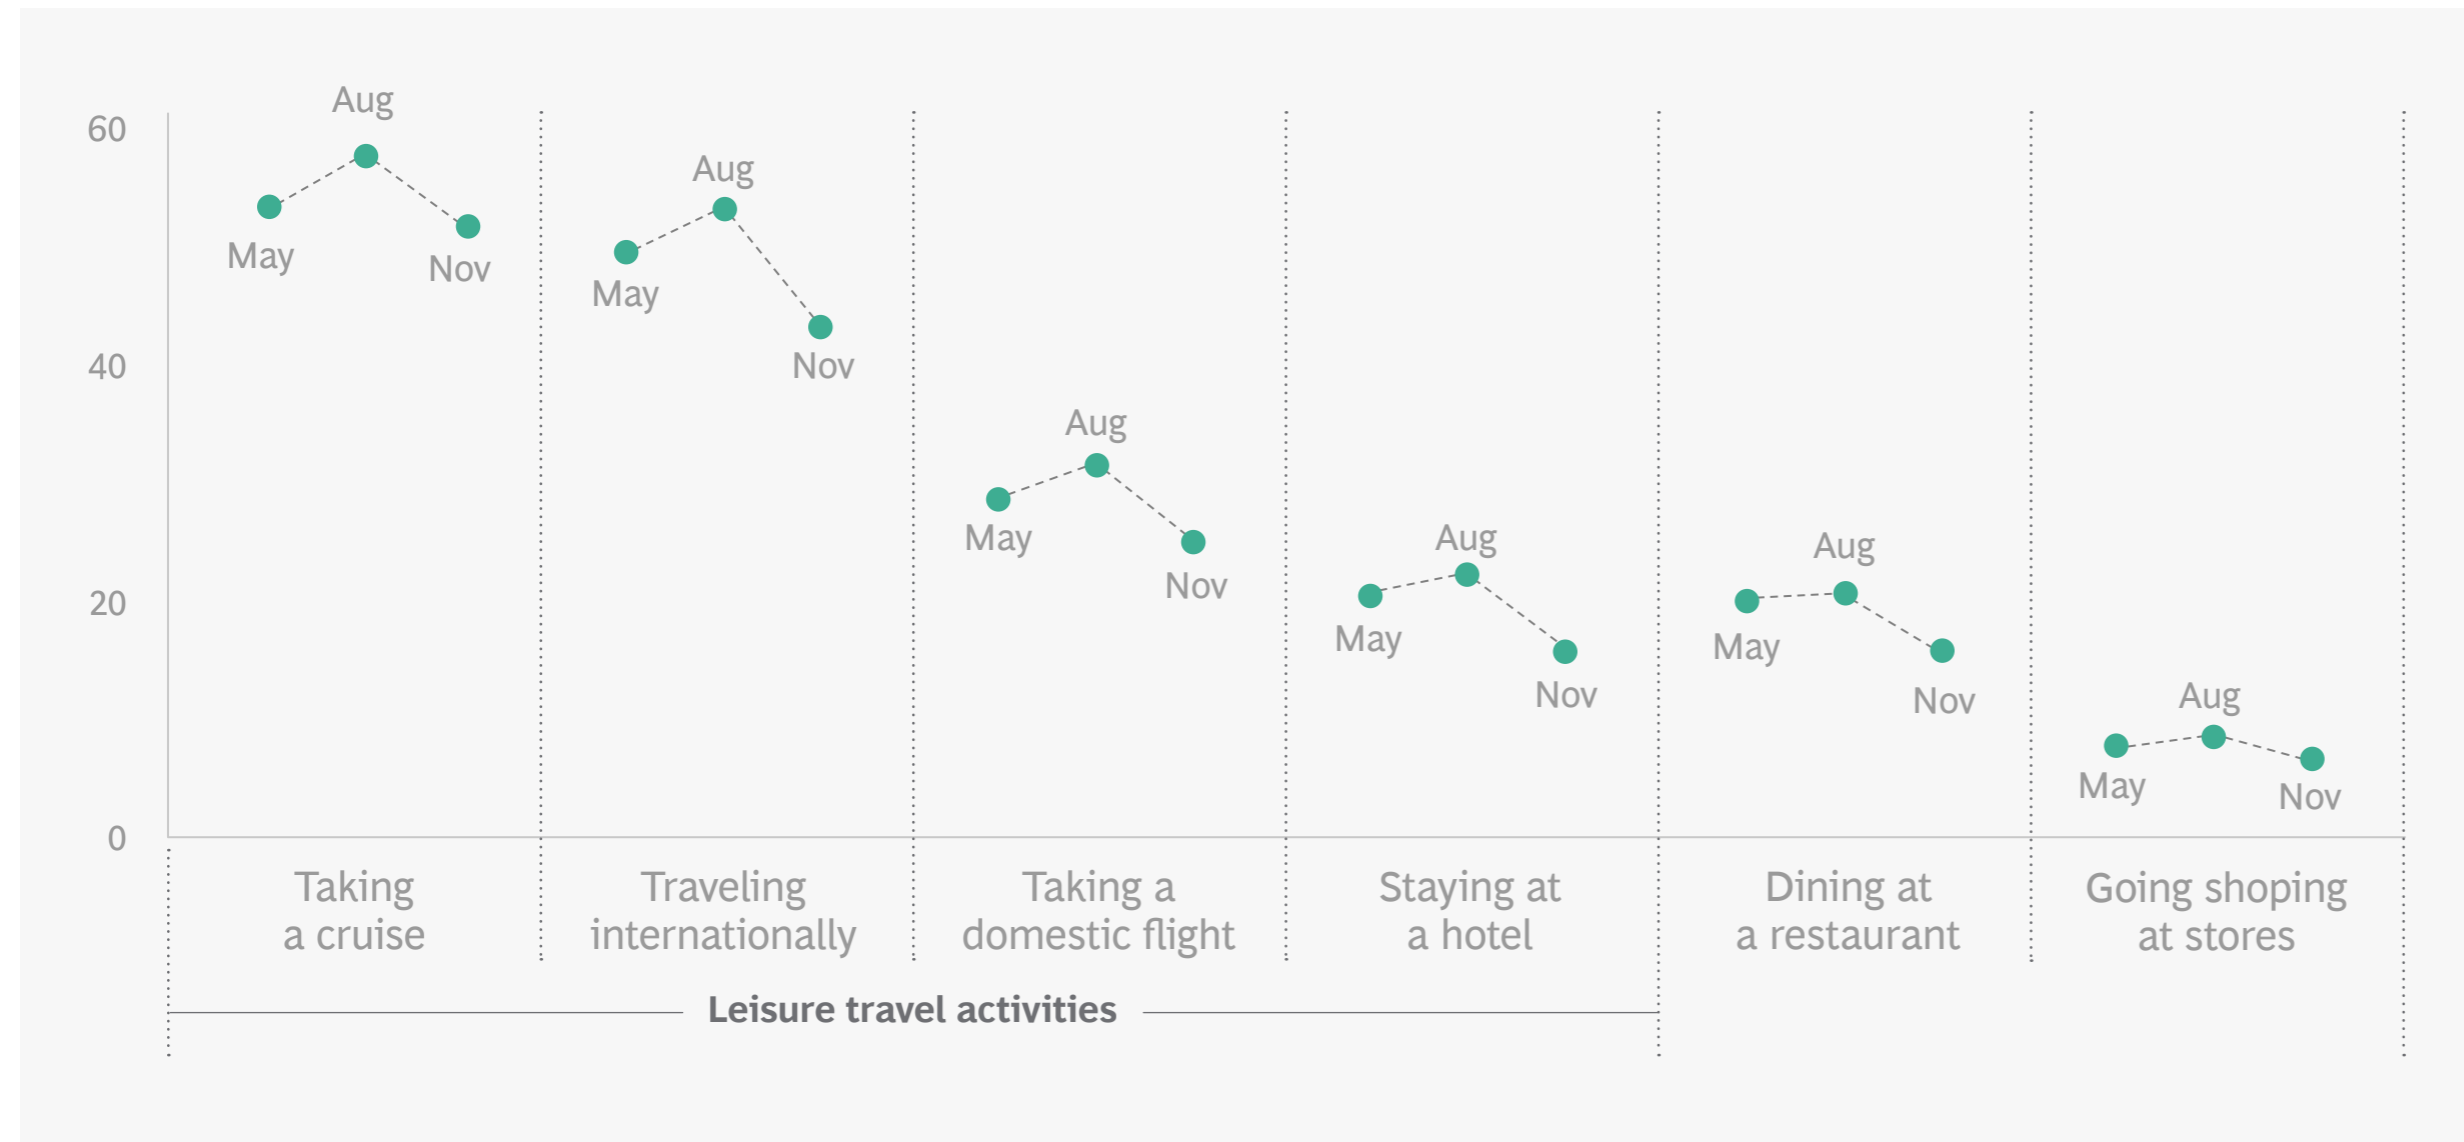 60
40
20
0
Aug
May
Nov
Aug
May
Nov
Aug
May
Nov
Aug
May
Nov
Aug
May
Nov
Aug
May
Nov
Taking
a cruise
Traveling
internationally
Taking a
domestic flight
Staying at
a hotel
Dining at
a restaurant
Going shoping
at stores
Leisure travel activities